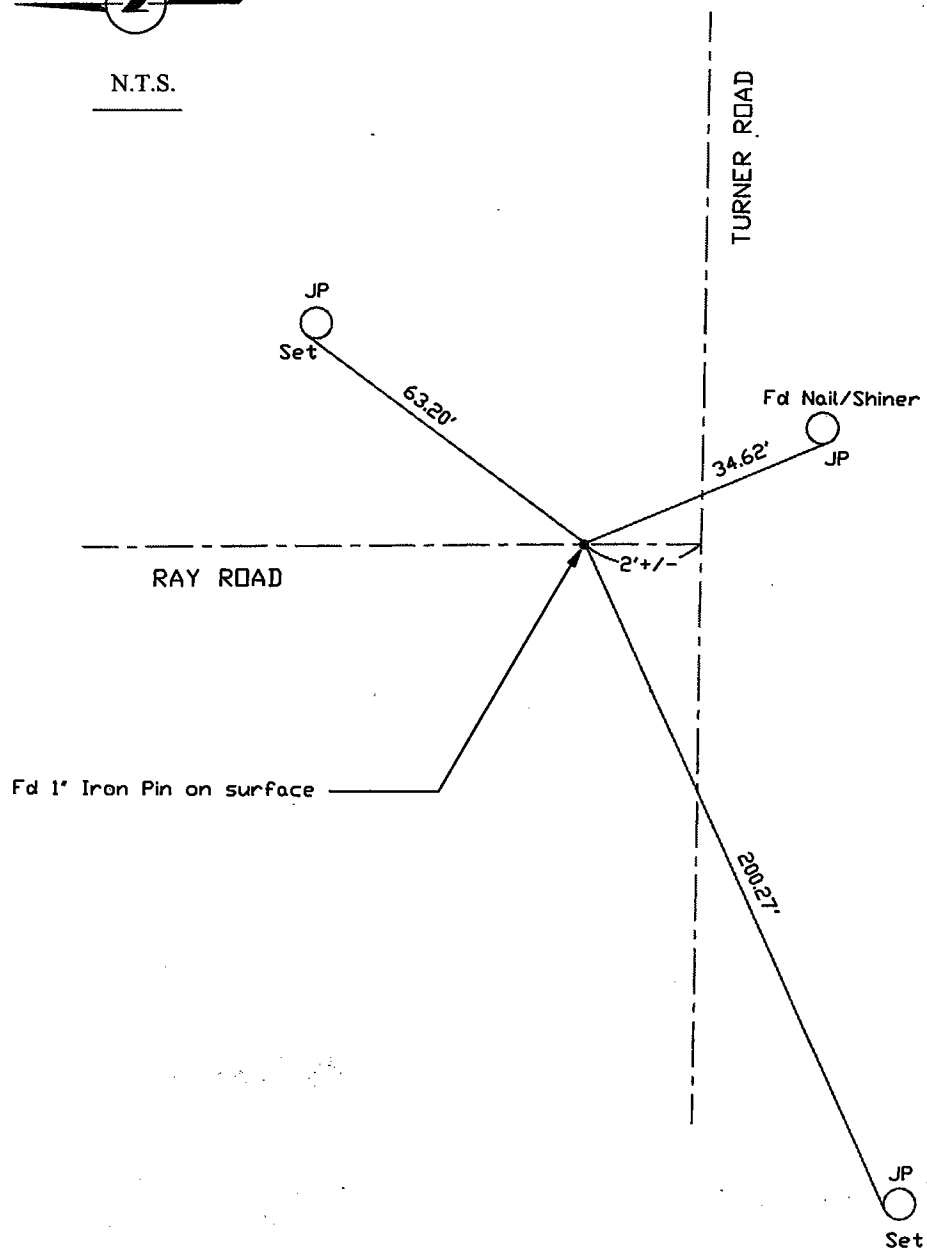 N.T.S.
TURNER ROAD
JP
Set
63.20'
Fd Nail/Shiner
JP
34.62'
2'+/-
RAY ROAD
Fd 1" Iron Pin on surface
200.27'
JP
Set